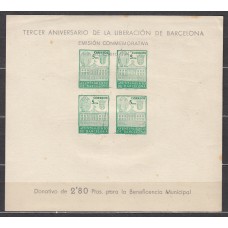 TERCER ANIVERSARIO DE LA LIBERACIÓN DE BARCELONA
EMISIÓN CONMEMORATIVA
Donativo de 2'80 Ptas. para la Beneficencia Municipal